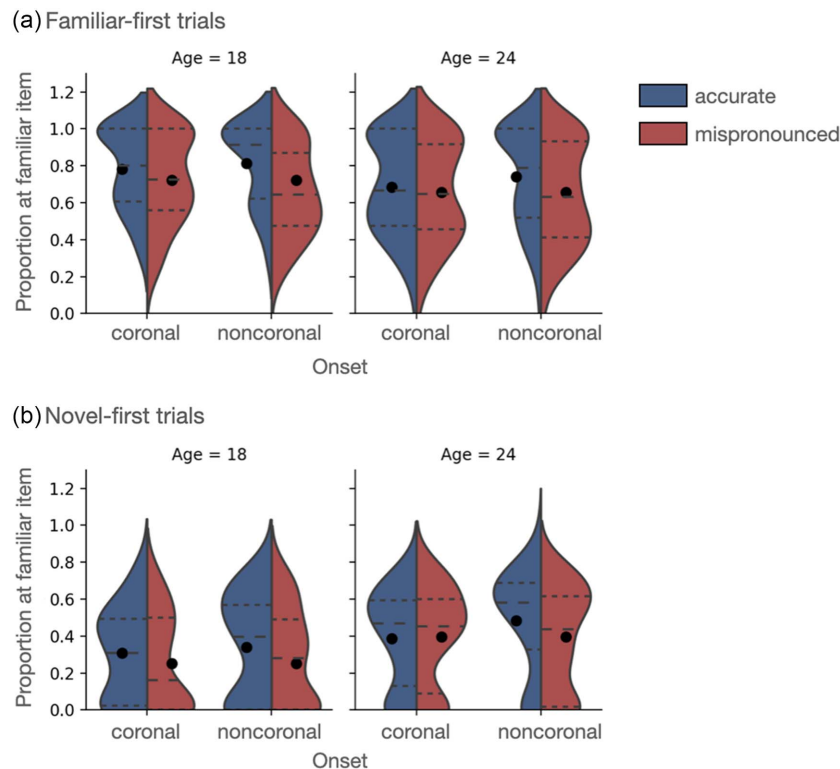 (a) Familiar-first trials
Age = 18
Age = 24
accurate
mispronounced
Proportion at familiar item
1.2
1.0
0.8
0.6
0.4
0.2
0.0
coronal
noncoronal
coronal
noncoronal
Onset
(b) Novel-first trials
Age = 18
Age = 24
Proportion at familiar item
1.2
1.0
0.8
0.6
0.4
0.2
0.0
coronal
noncoronal
coronal
noncoronal
Onset